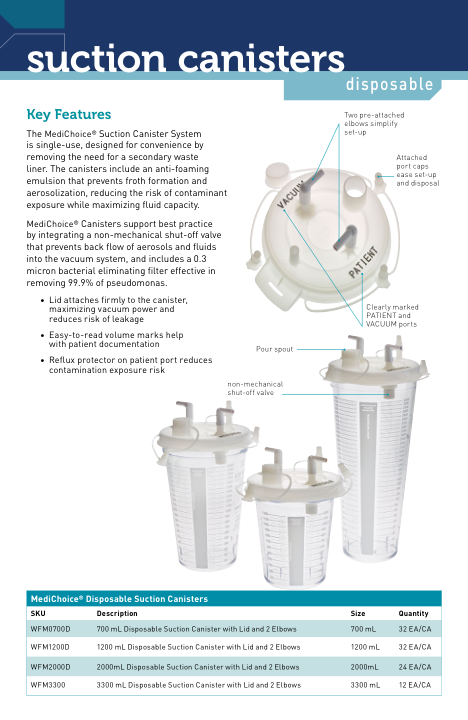 suction canisters
disposable
Key Features
The MediChoice® Suction Canister System
is single-use, designed for convenience by
removing the need for a secondary waste
liner. The canisters include an anti-foaming
emulsion that prevents froth formation and
aerosolization, reducing the risk of contaminant
exposure while maximizing fluid capacity.
MediChoice® Canisters support best practice
by integrating a non-mechanical shut-off valve
that prevents back flow of aerosols and fluids
into the vacuum system, and includes a 0.3
micron bacterial eliminating filter effective in
removing 99.9% of pseudomonas.
• Lid attaches firmly to the canister,
maximizing vacuum power and
reduces risk of leakage
• Easy-to-read volume marks help
with patient documentation
• Reflux protector on patient port reduces
contamination exposure risk
Two pre-attached
elbows simplify
set-up
Attached
port caps
ease set-up
and disposal
VACUUM
PATIENT
Clearly marked
PATIENT and
VACUUM ports
Pour spout
non-mechanical
shut-off valve
MediChoice® Disposable Suction Canisters
SKU Description Size Quantity
WFM0700D 700 mL Disposable Suction Canister with Lid and 2 Elbows 700 mL 32 EA/CA
WFM1200D 1200 mL Disposable Suction Canister with Lid and 2 Elbows 1200 mL 32 EA/CA
WFM2000D 2000mL Disposable Suction Canister with Lid and 2 Elbows 2000mL 24 EA/CA
WFM3300 3300 mL Disposable Suction Canister with Lid and 2 Elbows 3300 mL 12 EA/CA